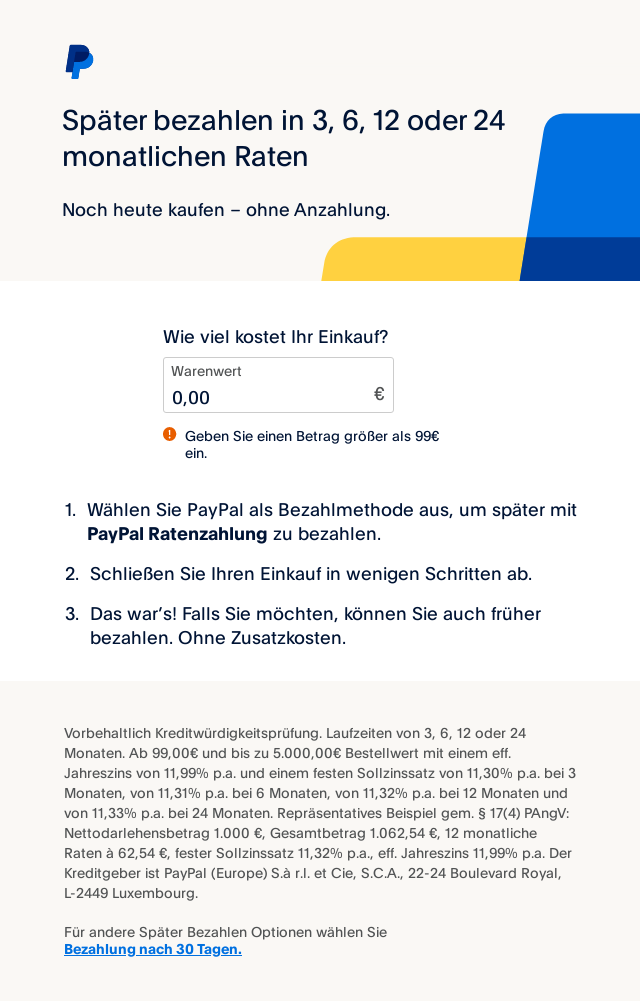 Später bezahlen in 3, 6, 12 oder 24
monatlichen Raten
Noch heute kaufen – ohne Anzahlung.
Wie viel kostet Ihr Einkauf?
Warenwert
0,00 €
Geben Sie einen Betrag größer als 99€
ein.
1. Wählen Sie PayPal als Bezahlmethode aus, um später mit
PayPal Ratenzahlung zu bezahlen.
2. Schließen Sie Ihren Einkauf in wenigen Schritten ab.
3. Das war’s! Falls Sie möchten, können Sie auch früher
bezahlen. Ohne Zusatzkosten.
Vorbehaltlich Kreditwürdigkeitsprüfung. Laufzeiten von 3, 6, 12 oder 24
Monaten. Ab 99,00€ und bis zu 5.000,00€ Bestellwert mit einem eff.
Jahreszins von 11,99% p.a. und einem festen Sollzinssatz von 11,30% p.a. bei 3
Monaten, von 11,31% p.a. bei 6 Monaten, von 11,32% p.a. bei 12 Monaten und
von 11,33% p.a. bei 24 Monaten. Repräsentatives Beispiel gem. § 17(4) PAngV:
Nettodarlehensbetrag 1.000 €, Gesamtbetrag 1.062,54 €, 12 monatliche
Raten à 62,54 €, fester Sollzinssatz 11,32% p.a., eff. Jahreszins 11,99% p.a. Der
Kreditgeber ist PayPal (Europe) S.à r.l. et Cie, S.C.A., 22-24 Boulevard Royal,
L-2449 Luxembourg.
Für andere Später Bezahlen Optionen wählen Sie
Bezahlung nach 30 Tagen.